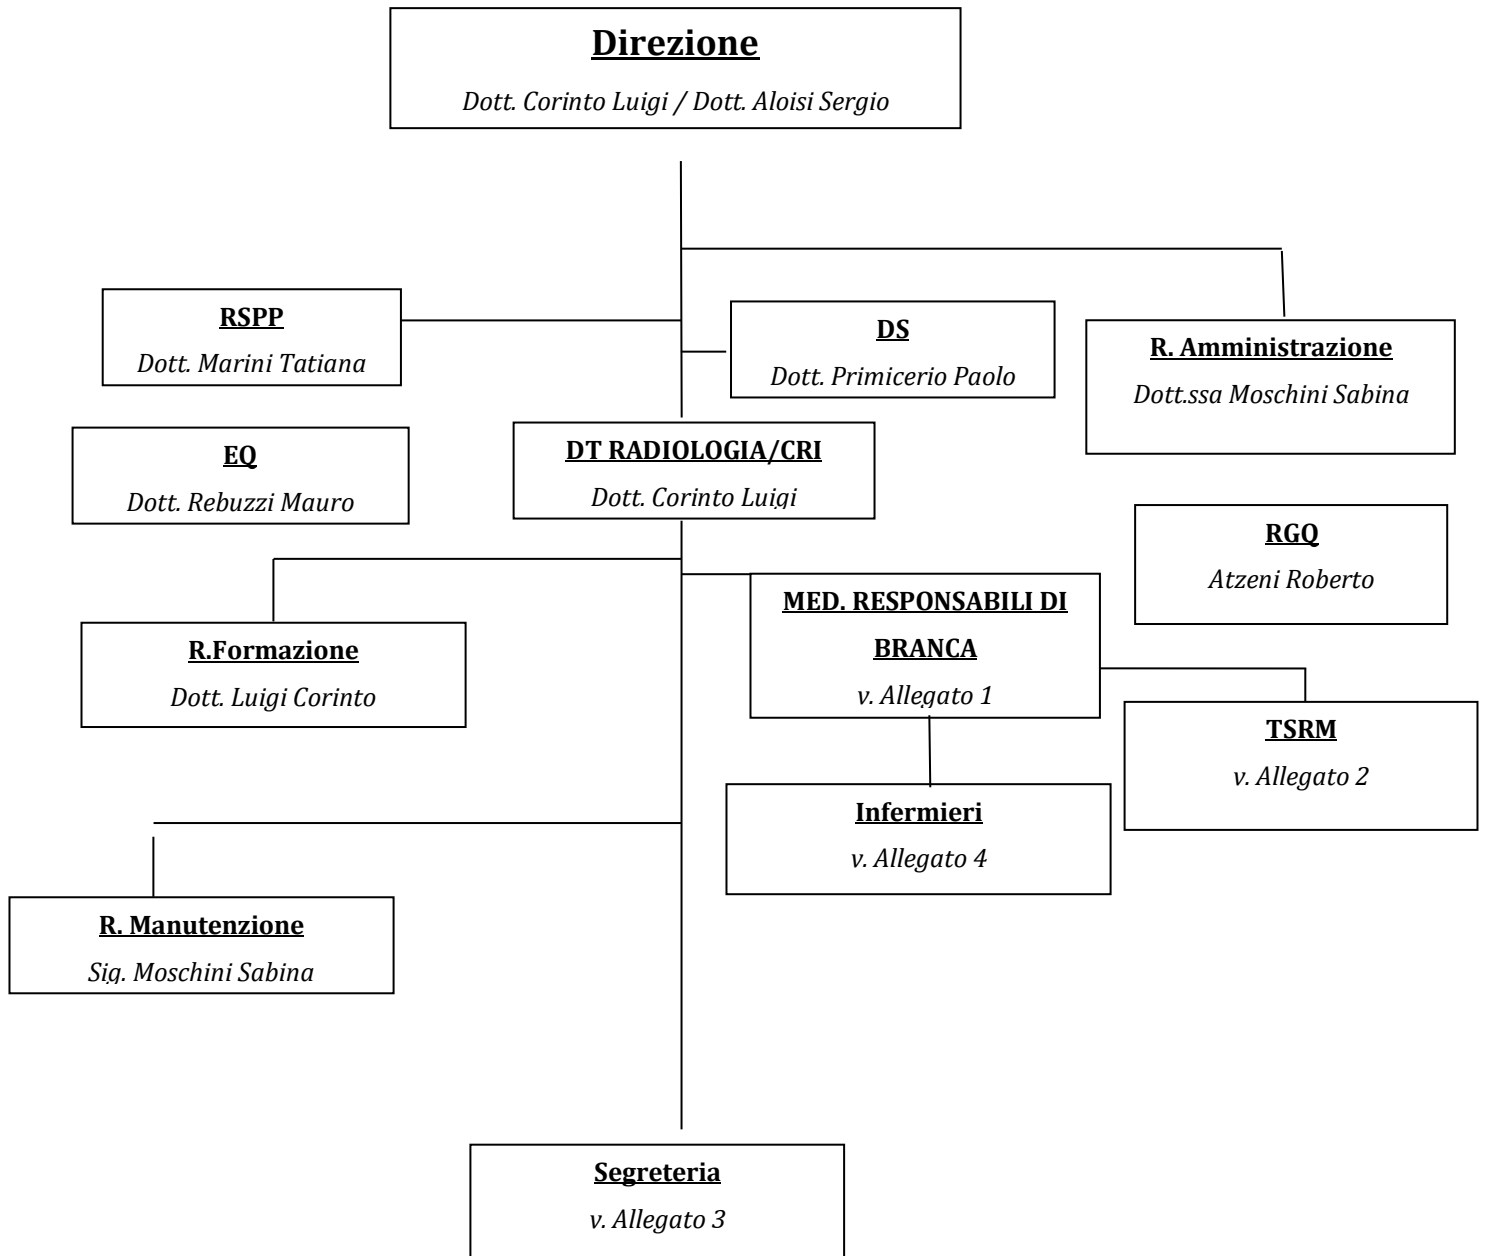 Direzione
Dott. Corinto Luigi / Dott. Aloisi Sergio
RSPP
Dott. Marini Tatiana
DS
Dott. Primicerio Paolo
R. Amministrazione
Dott.ssa Moschini Sabina
EQ
Dott. Rebuzzi Mauro
DT RADIOLOGIA/CRI
Dott. Corinto Luigi
RGQ
Atzeni Roberto
MED. RESPONSABILI DI
BRANCA
v. Allegato 1
R.Formazione
Dott. Luigi Corinto
TSRM
v. Allegato 2
Infermieri
v. Allegato 4
R. Manutenzione
Sig. Moschini Sabina
Segreteria
v. Allegato 3